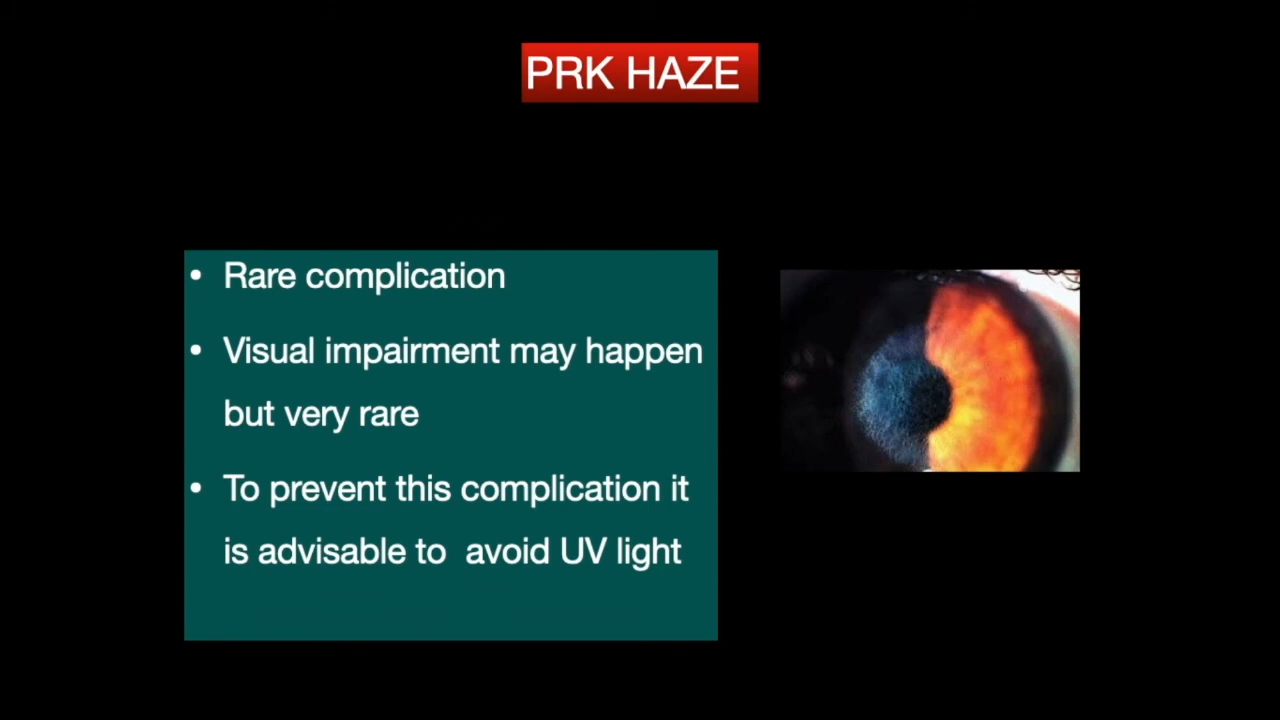 PRK HAZE
• Rare complication
• Visual impairment may happen
but very rare
• To prevent this complication it
is advisable to  avoid UV light